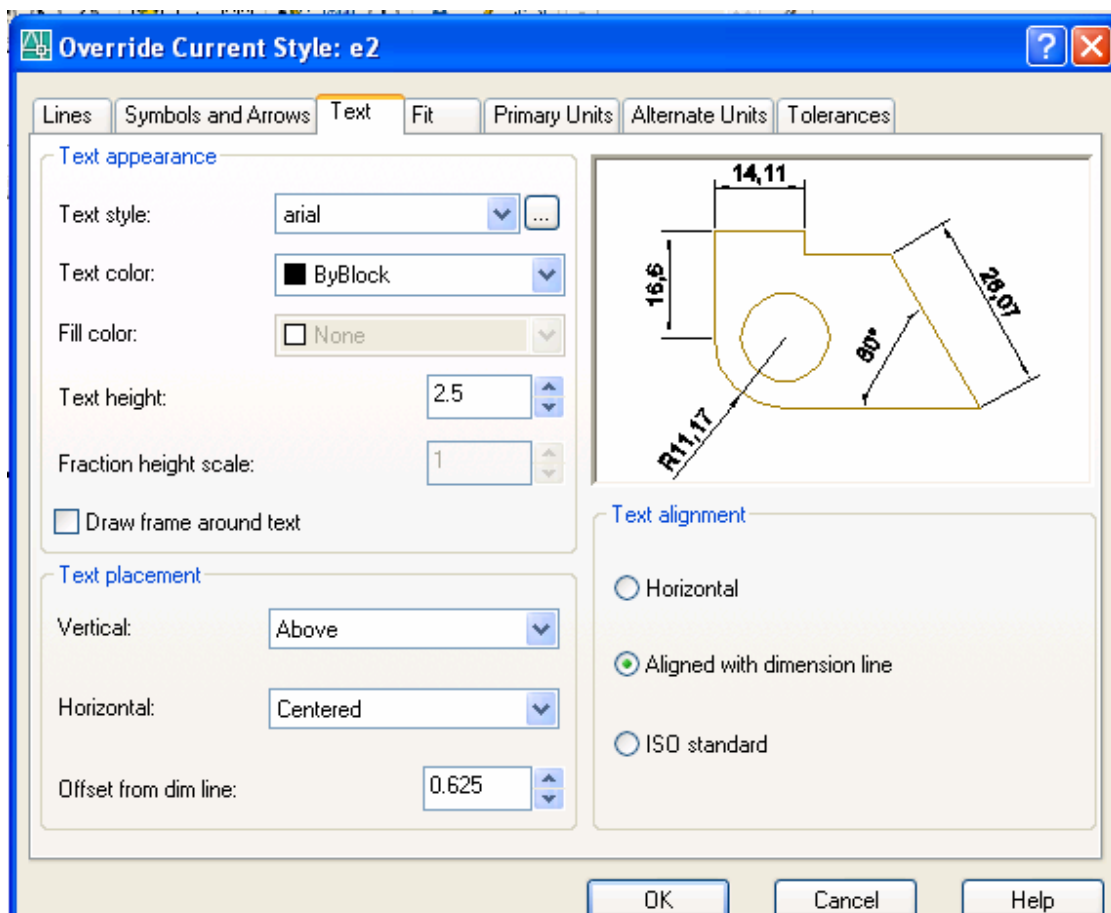 Override Current Style: e2
Lines Symbols and Arrows Text Fit Primary Units Alternate Units Tolerances
Text appearance
Text style: arial ...
Text color: ByBlock
Fill color: None
Text height: 2.5
Fraction height scale: 1
Draw frame around text
Text placement
Vertical: Above
Horizontal: Centered
Offset from dim line: 0.625
14,11
16,6
28,07
60°
R11,17
Text alignment
Horizontal
Aligned with dimension line
ISO standard
OK Cancel Help